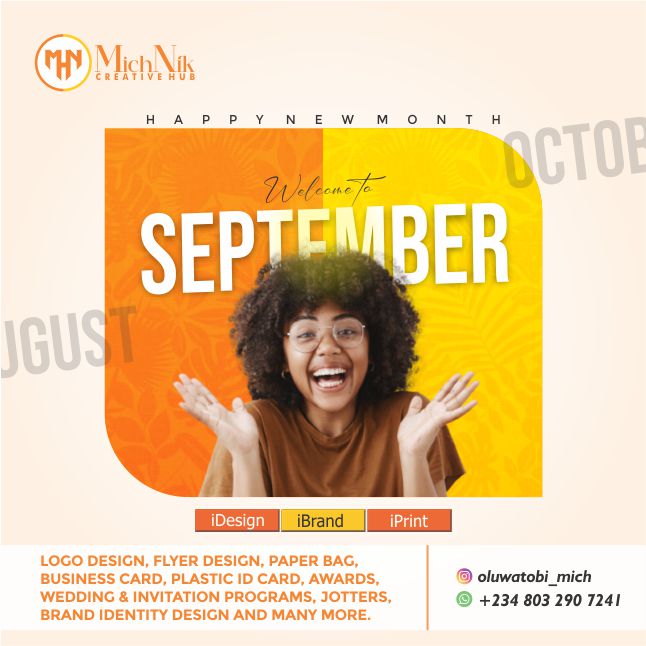 MHN
MichNik
CREATIVE HUB
HAPPY NEW MONTH
OCTOB
Welcome to
SEPTEMBER
UGUST
iDesign
iBrand
iPrint
LOGO DESIGN, FLYER DESIGN, PAPER BAG,
BUSINESS CARD, PLASTIC ID CARD, AWARDS,
WEDDING & INVITATION PROGRAMS, JOTTERS,
BRAND IDENTITY DESIGN AND MANY MORE.
oluwatobi_mich
+234 803 290 7241